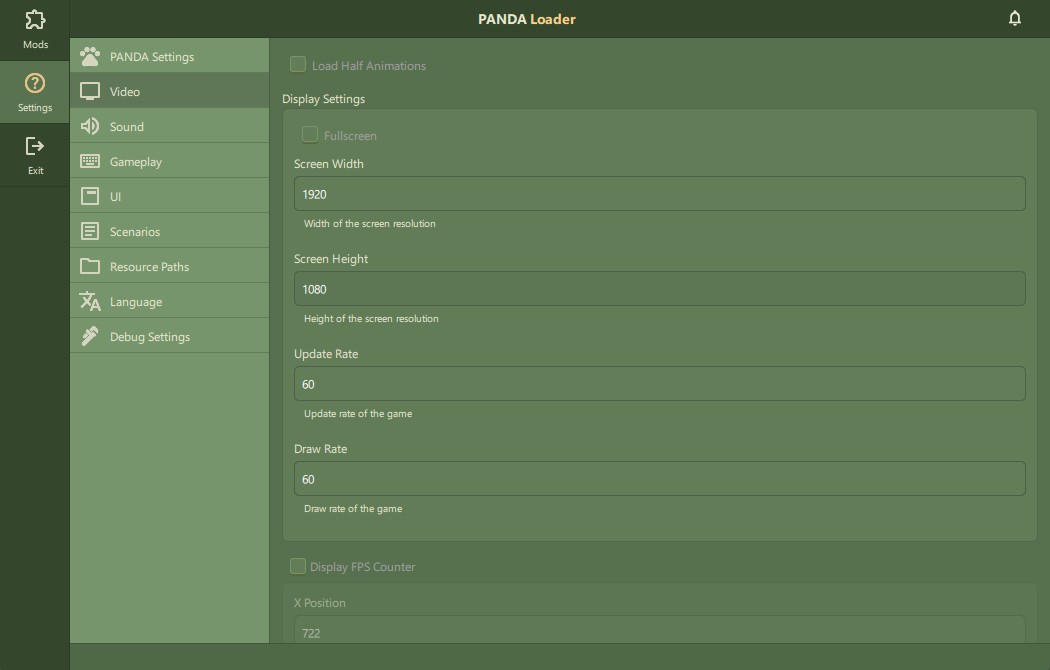 PANDA Loader
Mods
Settings
Exit
PANDA Settings
Video
Sound
Gameplay
UI
Scenarios
Resource Paths
Language
Debug Settings
Load Half Animations
Display Settings
Fullscreen
Screen Width
1920
Width of the screen resolution
Screen Height
1080
Height of the screen resolution
Update Rate
60
Update rate of the game
Draw Rate
60
Draw rate of the game
Display FPS Counter
X Position
722